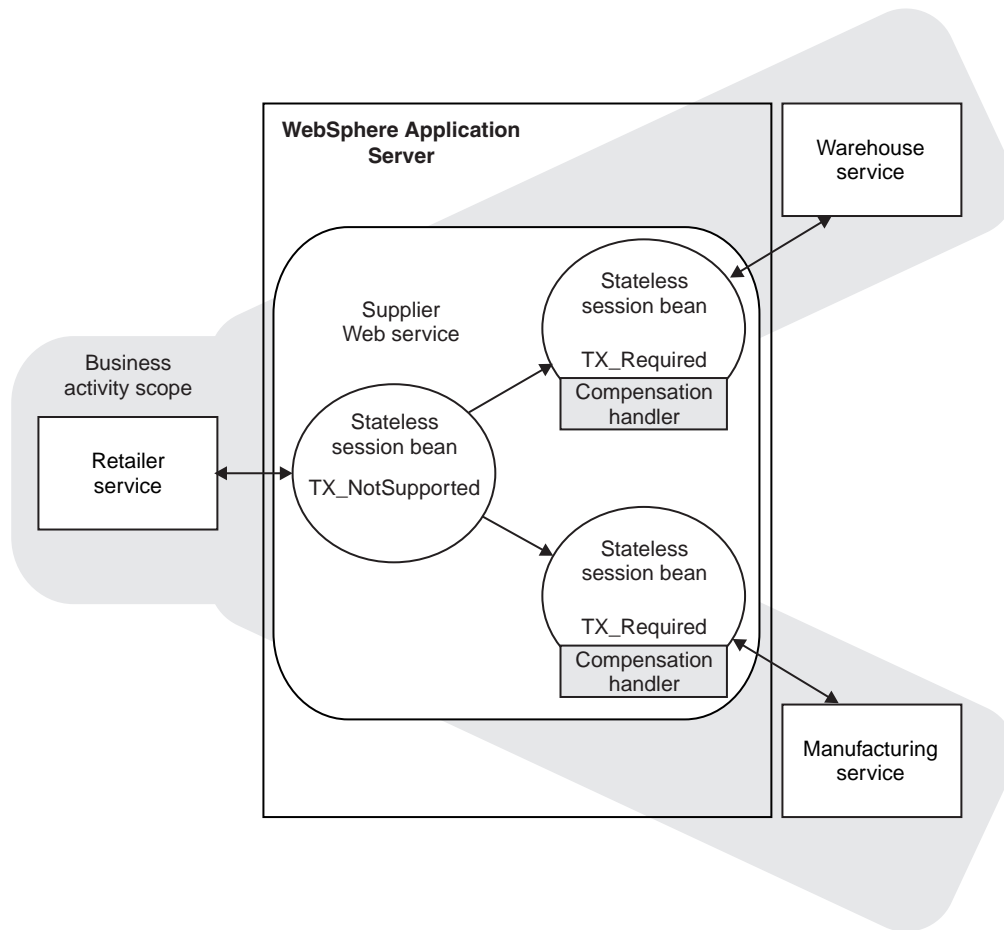 WebSphere Application
Server
Warehouse
service
Stateless
session bean
TX_Required
Compensation
handler
Supplier
Web service
Business
activity scope
Retailer
service
Stateless
session bean
TX_NotSupported
Stateless
session bean
TX_Required
Compensation
handler
Manufacturing
service